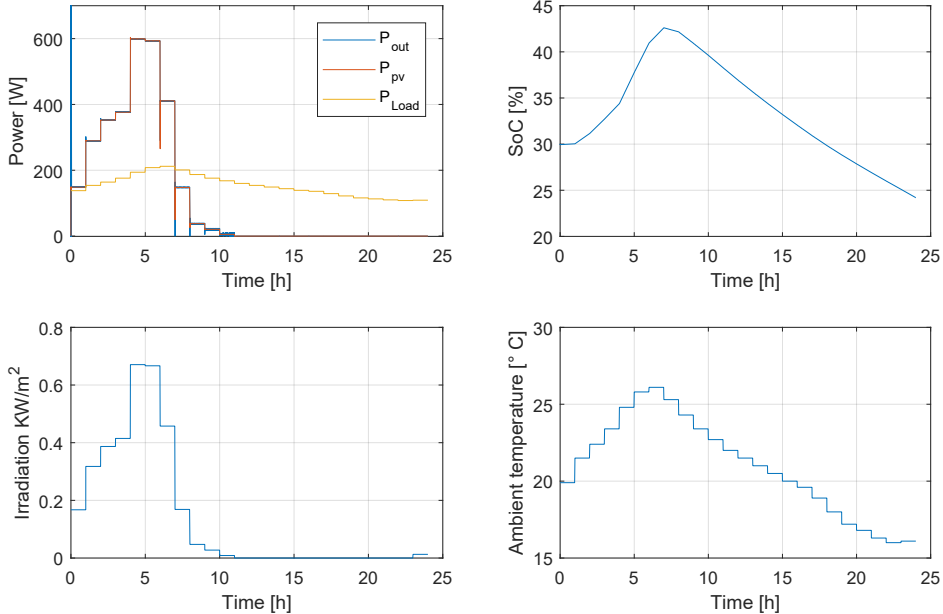 600
400
200
0
Power [W]
P_out
P_pv
P_Load
0 5 10 15 20 25
Time [h]
45
40
35
30
25
20
SoC [%]
0 5 10 15 20 25
Time [h]
0.8
0.6
0.4
0.2
0
Irradiation KW/m²
0 5 10 15 20 25
Time [h]
30
25
20
15
Ambient temperature [° C]
0 5 10 15 20 25
Time [h]